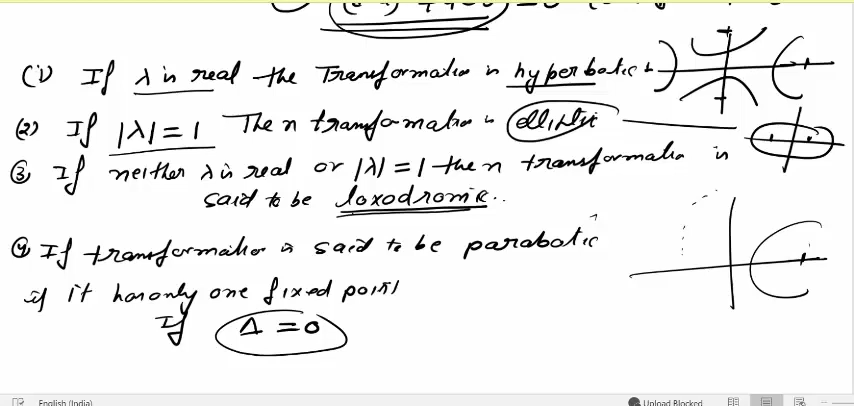 (1) If λ is real the Transformation is hyperbolic
(2) If |λ| = 1 Then transformation is elliptic
③ If neither λ is real or |λ| = 1 then transformation is
said to be loxodromic..
④ If transformation is said to be parabolic
if it has only one fixed point
If Δ = 0
English (India)
Upload Blocked